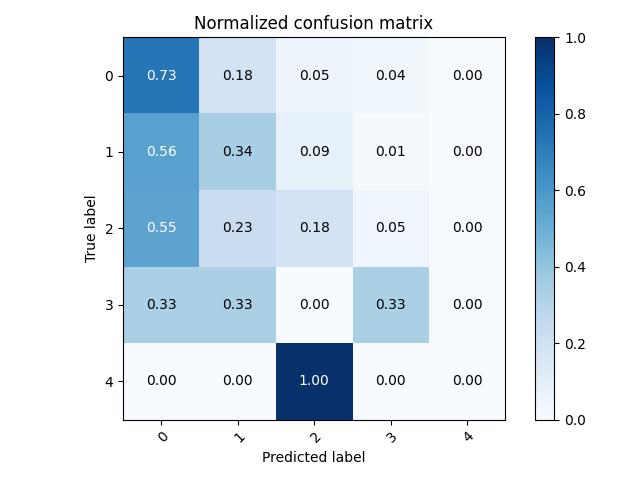 Normalized confusion matrix
True label
0 0.73 0.18 0.05 0.04 0.00
1 0.56 0.34 0.09 0.01 0.00
2 0.55 0.23 0.18 0.05 0.00
3 0.33 0.33 0.00 0.33 0.00
4 0.00 0.00 1.00 0.00 0.00
0 1 2 3 4
Predicted label
1.0
0.8
0.6
0.4
0.2
0.0